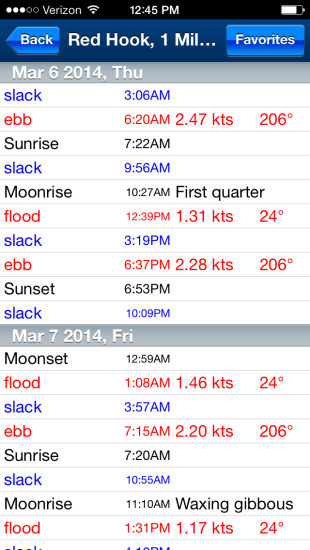 Verizon 12:45 PM
Back Red Hook, 1 Mil... Favorites
Mar 6 2014, Thu
slack 3:06AM
ebb 6:20AM 2.47 kts 206°
Sunrise 7:22AM
slack 9:56AM
Moonrise 10:27AM First quarter
flood 12:39PM 1.31 kts 24°
slack 3:19PM
ebb 6:37PM 2.28 kts 206°
Sunset 6:53PM
slack 10:09PM
Mar 7 2014, Fri
Moonset 12:59AM
flood 1:08AM 1.46 kts 24°
slack 3:57AM
ebb 7:15AM 2.20 kts 206°
Sunrise 7:20AM
slack 10:55AM
Moonrise 11:10AM Waxing gibbous
flood 1:31PM 1.17 kts 24°
slack